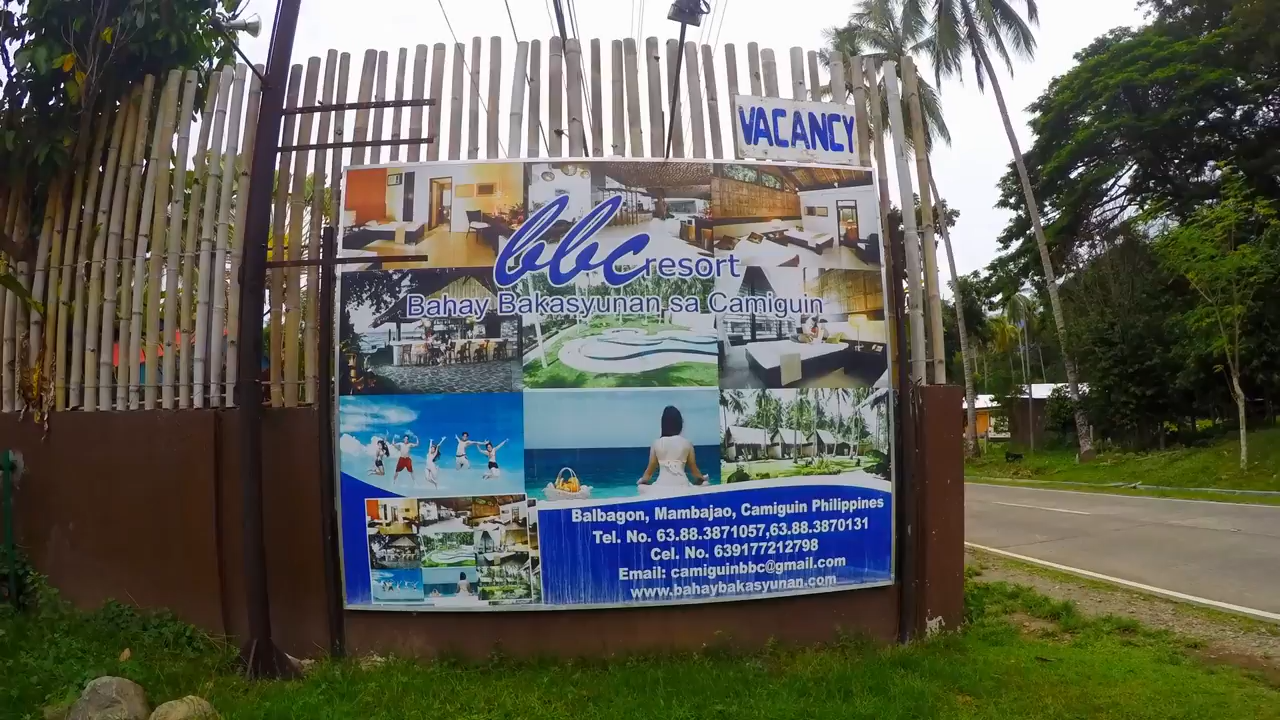 VACANCY
bbc resort
Bahay Bakasyunan sa Camiguin
Balbagon, Mambajao, Camiguin Philippines
Tel. No. 63.88.3871057,63.88.3870131
Cel. No. 639177212798
Email: camiguinbbc@gmail.com
www.bahaybakasyunan.com